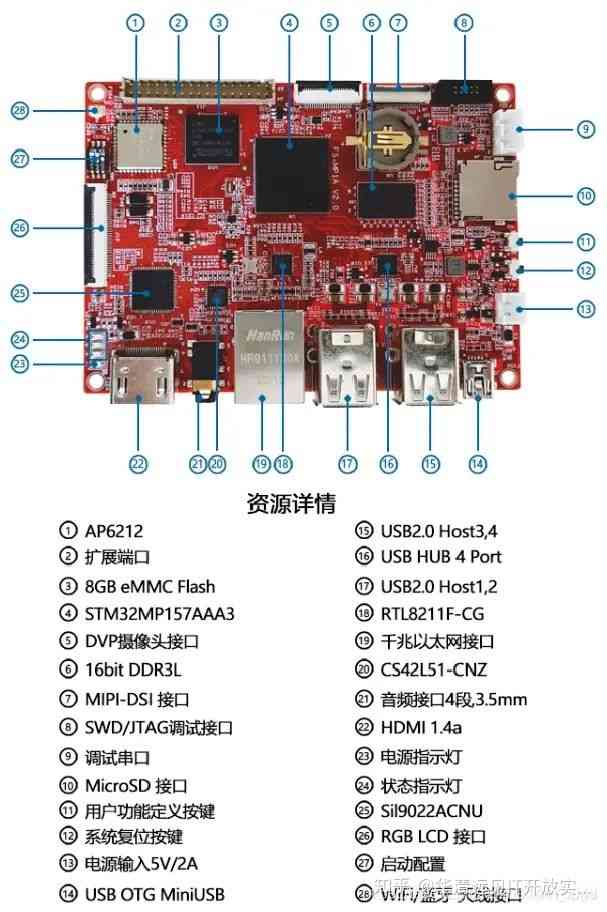 ① ② ③ ④ ⑤ ⑥ ⑦ ⑧
㉘
㉗
㉖
㉕
㉔
㉓
⑨
⑩
⑪
⑫
⑬
FS-MP1A V2.0
HanRun
HR911130A
㉒ ㉑ ⑳ ⑲ ⑱ ⑰ ⑯ ⑮ ⑭
资源详情
① AP6212
② 扩展端口
③ 8GB eMMC Flash
④ STM32MP157AAA3
⑤ DVP摄像头接口
⑥ 16bit DDR3L
⑦ MIPI-DSI 接口
⑧ SWD/JTAG调试接口
⑨ 调试串口
⑩ MicroSD 接口
⑪ 用户功能定义按键
⑫ 系统复位按键
⑬ 电源输入5V/2A
⑭ USB OTG MiniUSB
⑮ USB2.0 Host3,4
⑯ USB HUB 4 Port
⑰ USB2.0 Host1,2
⑱ RTL8211F-CG
⑲ 千兆以太网接口
⑳ CS42L51-CNZ
㉑ 音频接口4段,3.5mm
㉒ HDMI 1.4a
㉓ 电源指示灯
㉔ 状态指示灯
㉕ Sil9022ACNU
㉖ RGB LCD 接口
㉗ 启动配置
㉘ WiFi/蓝牙 天线接口
知乎 @华清远见IT开放实...